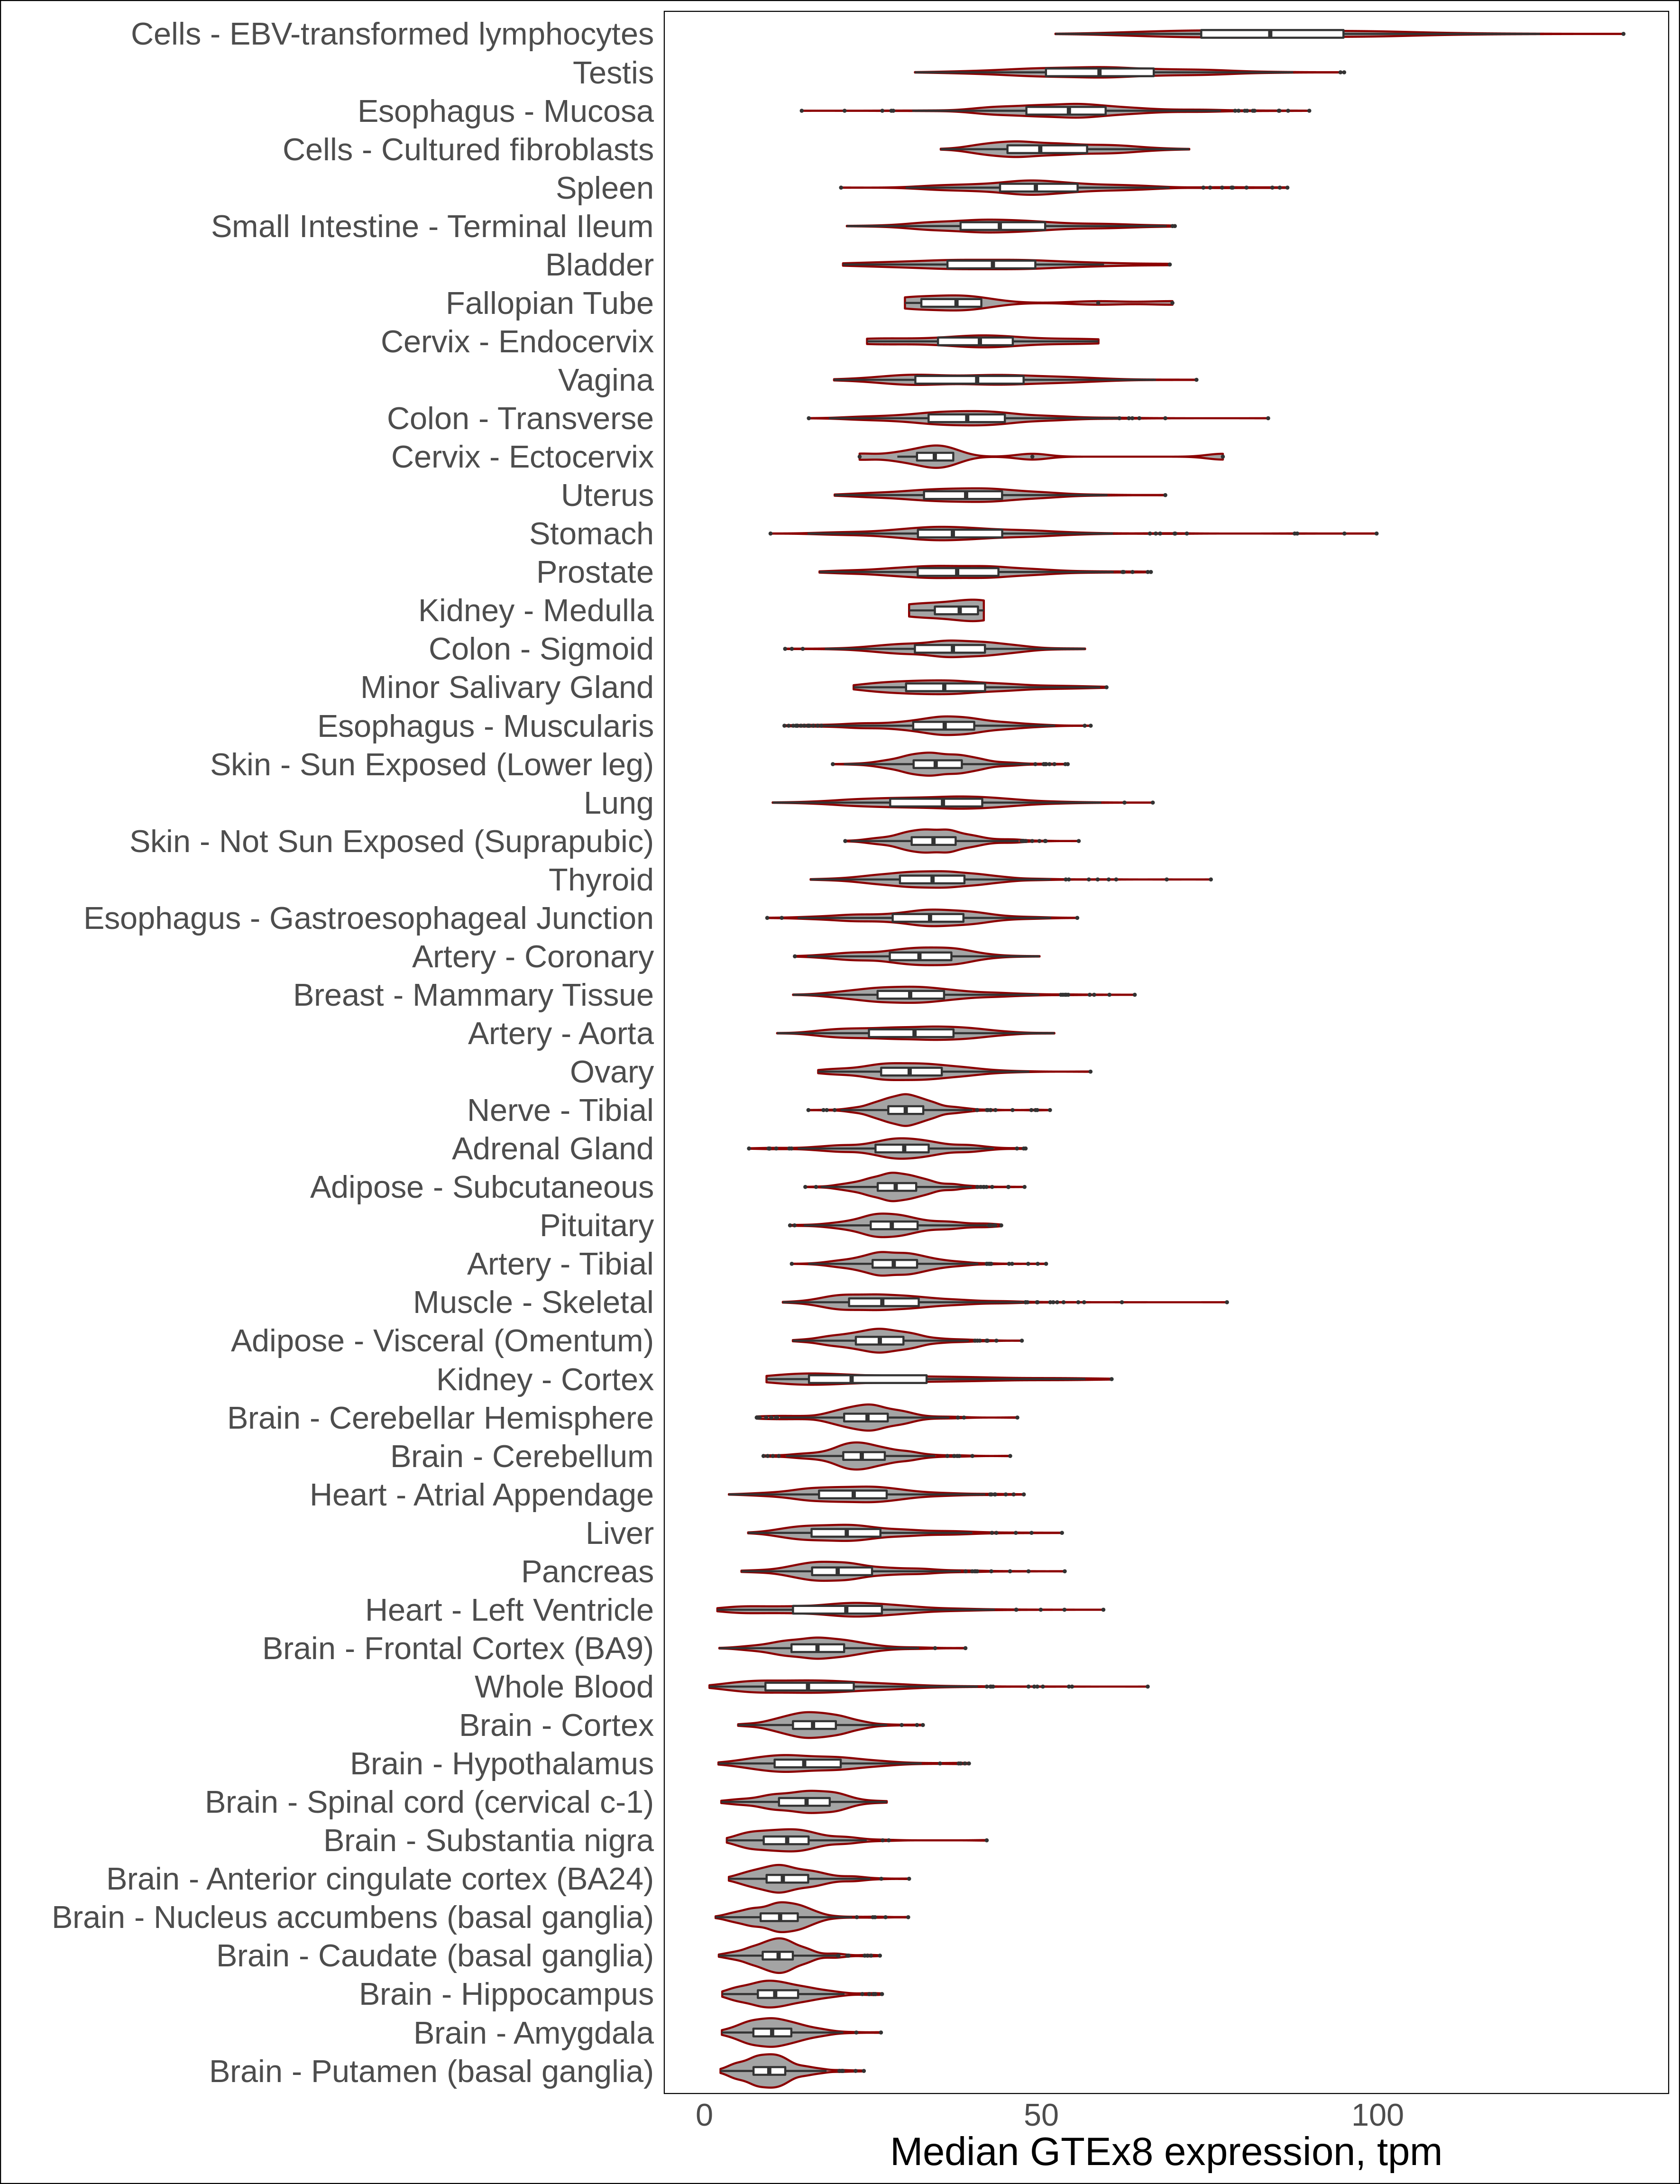 Cells - EBV-transformed lymphocytes
Testis
Esophagus - Mucosa
Cells - Cultured fibroblasts
Spleen
Small Intestine - Terminal Ileum
Bladder
Fallopian Tube
Cervix - Endocervix
Vagina
Colon - Transverse
Cervix - Ectocervix
Uterus
Stomach
Prostate
Kidney - Medulla
Colon - Sigmoid
Minor Salivary Gland
Esophagus - Muscularis
Skin - Sun Exposed (Lower leg)
Lung
Skin - Not Sun Exposed (Suprapubic)
Thyroid
Esophagus - Gastroesophageal Junction
Artery - Coronary
Breast - Mammary Tissue
Artery - Aorta
Ovary
Nerve - Tibial
Adrenal Gland
Adipose - Subcutaneous
Pituitary
Artery - Tibial
Muscle - Skeletal
Adipose - Visceral (Omentum)
Kidney - Cortex
Brain - Cerebellar Hemisphere
Brain - Cerebellum
Heart - Atrial Appendage
Liver
Pancreas
Heart - Left Ventricle
Brain - Frontal Cortex (BA9)
Whole Blood
Brain - Cortex
Brain - Hypothalamus
Brain - Spinal cord (cervical c-1)
Brain - Substantia nigra
Brain - Anterior cingulate cortex (BA24)
Brain - Nucleus accumbens (basal ganglia)
Brain - Caudate (basal ganglia)
Brain - Hippocampus
Brain - Amygdala
Brain - Putamen (basal ganglia)
0 50 100
Median GTEx8 expression, tpm